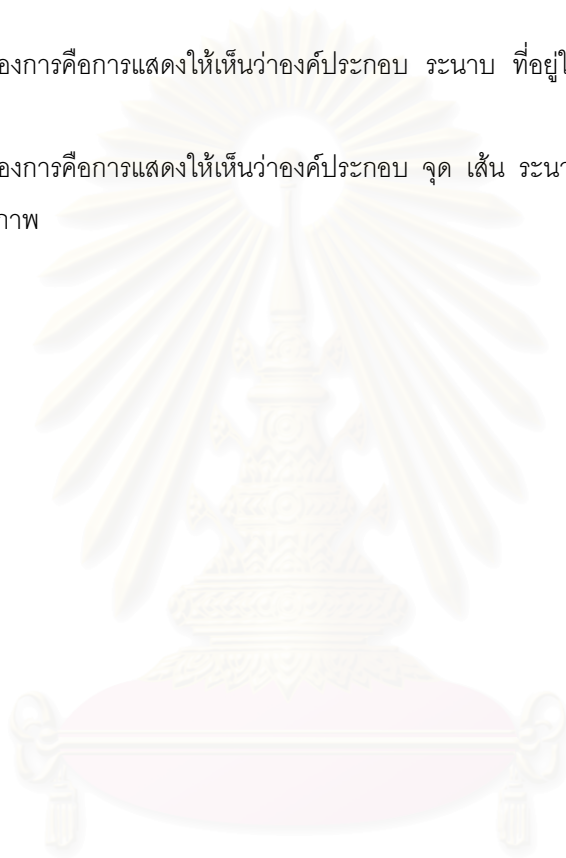 องการคือการแสดงให้เห็นว่าองค์ประกอบ ระนาบ ที่อยู่ใ
องการคือการแสดงให้เห็นว่าองค์ประกอบ จุด เส้น ระนา
าพ